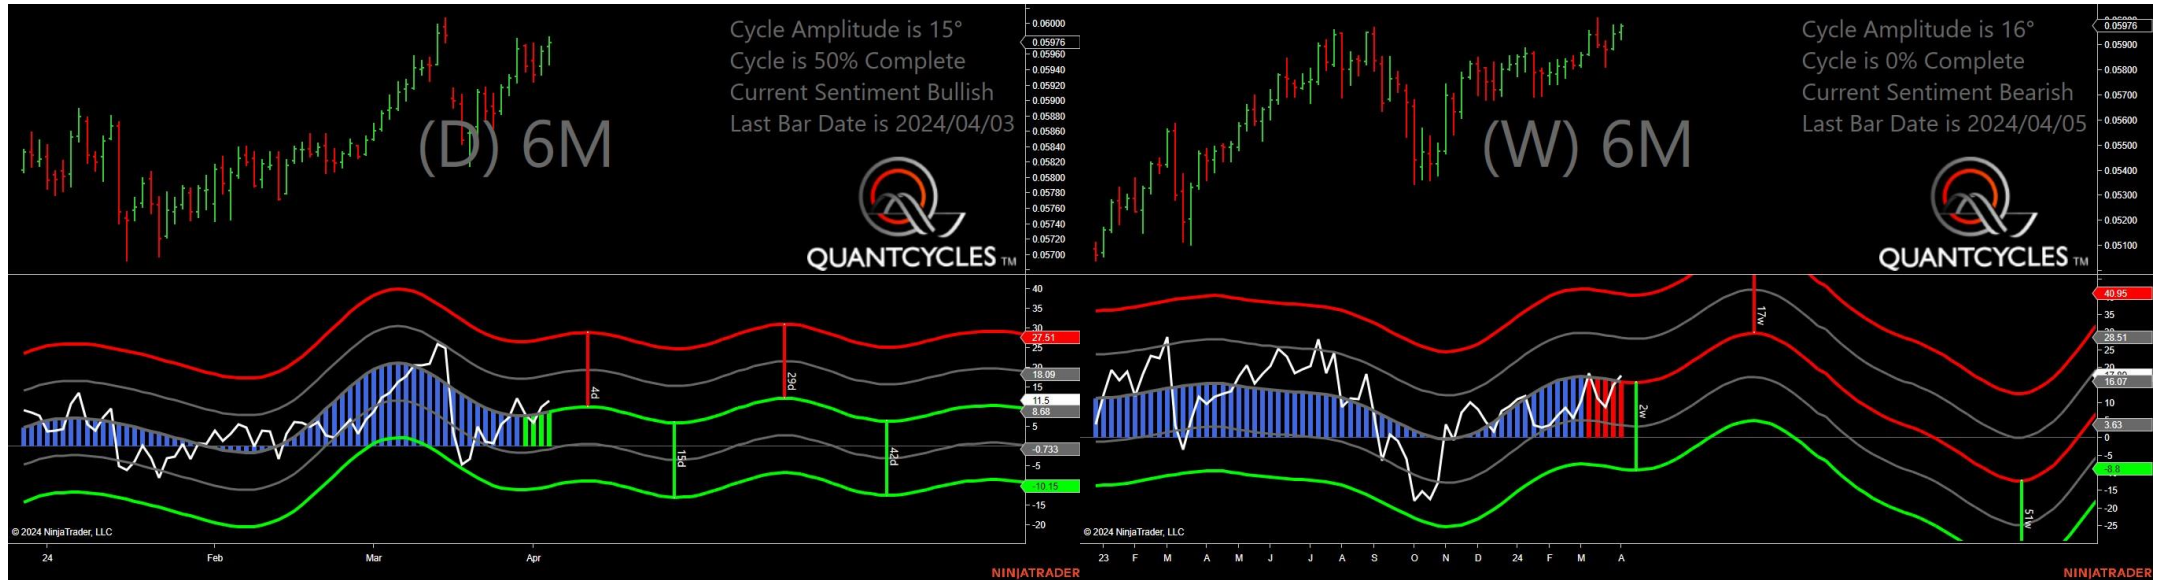 Cycle Amplitude is 15°
Cycle is 50% Complete
Current Sentiment Bullish
Last Bar Date is 2024/04/03
(D) 6M
QUANTCYCLES TM
0.06000
0.05976
0.05960
0.05940
0.05920
0.05900
0.05880
0.05860
0.05840
0.05820
0.05800
0.05780
0.05760
0.05740
0.05720
0.05700
40
35
30
27.51
25
18.09
15
11.5
8.68
5
-0.733
-5
-10.15
-15
-20
4d
15d
29d
42d
© 2024 NinjaTrader, LLC
24 Feb Mar Apr
NINJATRADER
Cycle Amplitude is 16°
Cycle is 0% Complete
Current Sentiment Bearish
Last Bar Date is 2024/04/05
(W) 6M
QUANTCYCLES TM
0.05976
0.05900
0.05800
0.05700
0.05600
0.05500
0.05400
0.05300
0.05200
0.05100
40.95
35
28.51
25
20
16.07
10
5
3.63
0
-5
-8.8
-15
-20
-25
2w
17w
51w
© 2024 NinjaTrader, LLC
23 F M A M J J A S O N D 24 F M A
NINJATRADER